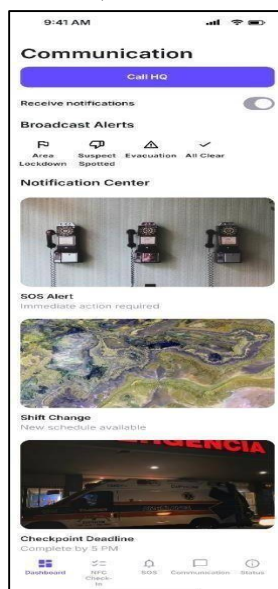 9:41 AM
Communication
Call HQ
Receive notifications
Broadcast Alerts
Area
Lockdown
Suspect
Spotted
Evacuation
All Clear
Notification Center
SOS Alert
Immediate action required
Shift Change
New schedule available
ERGENCIA
Checkpoint Deadline
Complete by 5 PM
Dashboard
NFC
Check-
in
SOS
Communication
Status